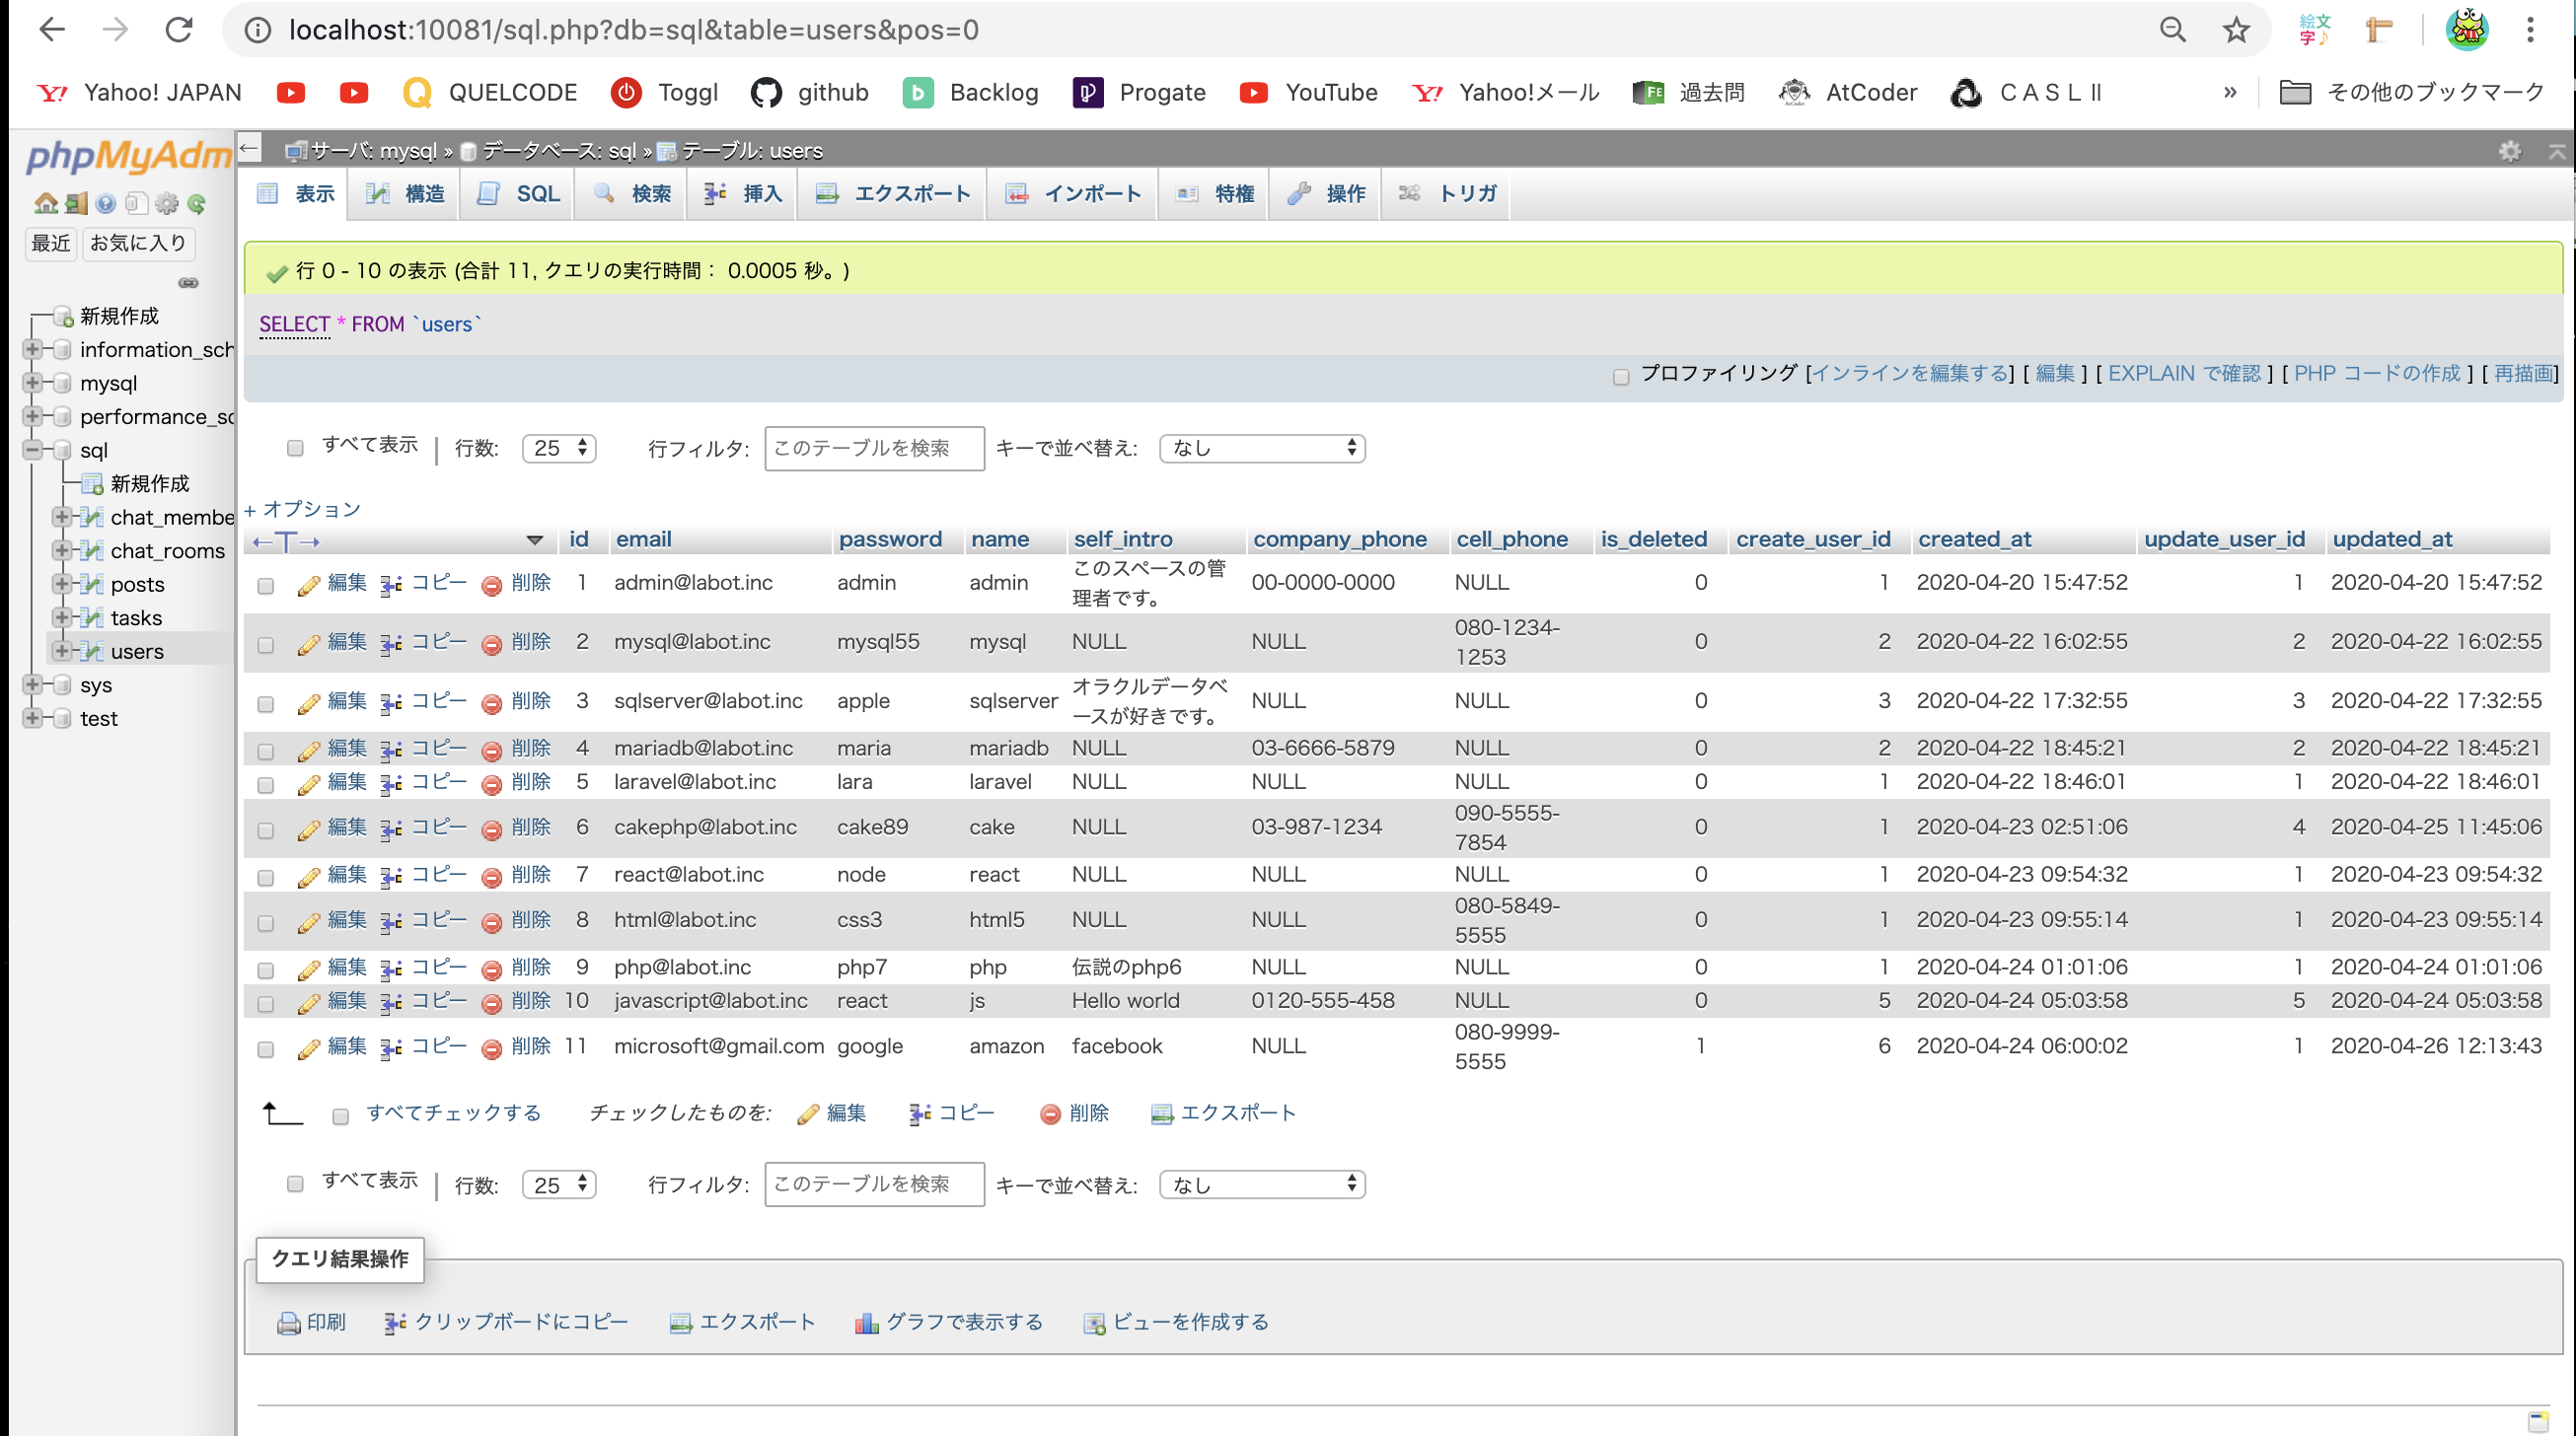 localhost:10081/sql.php?db=sql&table=users&pos=0
絵文字♪
Yahoo! JAPAN QUELCODE Toggl github Backlog Progate YouTube Yahoo!メール 過去問 AtCoder ＣＡＳＬⅡ » その他のブックマーク
phpMyAdm
最近 お気に入り
新規作成
information_sch
mysql
performance_sc
sql
新規作成
chat_membe
chat_rooms
posts
tasks
users
sys
test
サーバ: mysql » データベース: sql » テーブル: users
表示 構造 SQL 検索 挿入 エクスポート インポート 特権 操作 トリガ
行 0 - 10 の表示 (合計 11, クエリの実行時間： 0.0005 秒。)
SELECT * FROM `users`
プロファイリング [インラインを編集する] [ 編集 ] [ EXPLAIN で確認 ] [ PHP コードの作成 ] [ 再描画]
すべて表示 | 行数: 25 行フィルタ: このテーブルを検索 キーで並べ替え: なし
+ オプション
←T→ id email password name self_intro company_phone cell_phone is_deleted create_user_id created_at update_user_id updated_at
編集 コピー 削除 1 admin@labot.inc admin admin このスペースの管理者です。 00-0000-0000 NULL 0 1 2020-04-20 15:47:52 1 2020-04-20 15:47:52
編集 コピー 削除 2 mysql@labot.inc mysql55 mysql NULL NULL 080-1234-1253 0 2 2020-04-22 16:02:55 2 2020-04-22 16:02:55
編集 コピー 削除 3 sqlserver@labot.inc apple sqlserver オラクルデータベースが好きです。 NULL NULL 0 3 2020-04-22 17:32:55 3 2020-04-22 17:32:55
編集 コピー 削除 4 mariadb@labot.inc maria mariadb NULL 03-6666-5879 NULL 0 2 2020-04-22 18:45:21 2 2020-04-22 18:45:21
編集 コピー 削除 5 laravel@labot.inc lara laravel NULL NULL NULL 0 1 2020-04-22 18:46:01 1 2020-04-22 18:46:01
編集 コピー 削除 6 cakephp@labot.inc cake89 cake NULL 03-987-1234 090-5555-7854 0 1 2020-04-23 02:51:06 4 2020-04-25 11:45:06
編集 コピー 削除 7 react@labot.inc node react NULL NULL NULL 0 1 2020-04-23 09:54:32 1 2020-04-23 09:54:32
編集 コピー 削除 8 html@labot.inc css3 html5 NULL NULL 080-5849-5555 0 1 2020-04-23 09:55:14 1 2020-04-23 09:55:14
編集 コピー 削除 9 php@labot.inc php7 php 伝説のphp6 NULL NULL 0 1 2020-04-24 01:01:06 1 2020-04-24 01:01:06
編集 コピー 削除 10 javascript@labot.inc react js Hello world 0120-555-458 NULL 0 5 2020-04-24 05:03:58 5 2020-04-24 05:03:58
編集 コピー 削除 11 microsoft@gmail.com google amazon facebook NULL 080-9999-5555 1 6 2020-04-24 06:00:02 1 2020-04-26 12:13:43
すべてチェックする チェックしたものを: 編集 コピー 削除 エクスポート
すべて表示 | 行数: 25 行フィルタ: このテーブルを検索 キーで並べ替え: なし
クエリ結果操作
印刷 クリップボードにコピー エクスポート グラフで表示する ビューを作成する